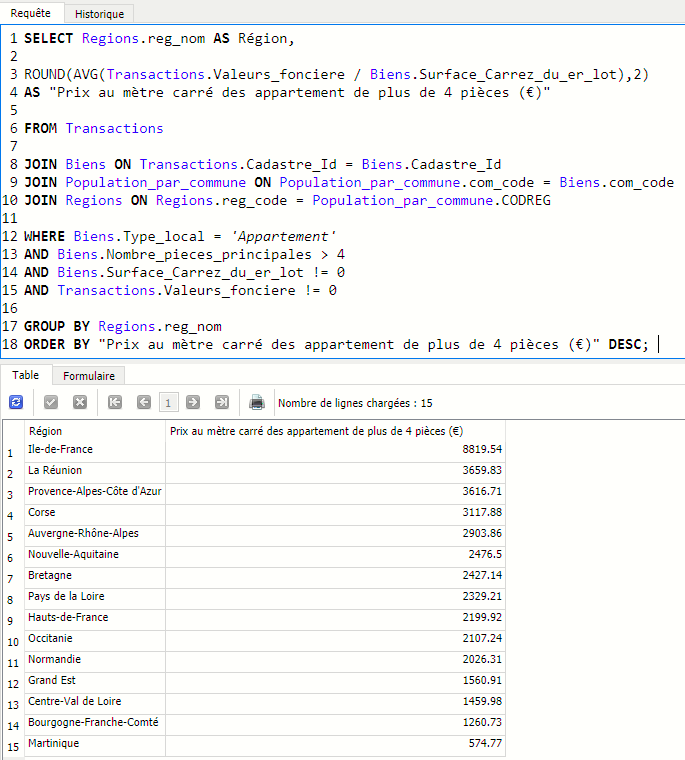 Requête Historique
1 SELECT Regions.reg_nom AS Région,
2
3 ROUND(AVG(Transactions.Valeurs_fonciere / Biens.Surface_Carrez_du_er_lot),2)
4 AS "Prix au mètre carré des appartement de plus de 4 pièces (€)"
5
6 FROM Transactions
7
8 JOIN Biens ON Transactions.Cadastre_Id = Biens.Cadastre_Id
9 JOIN Population_par_commune ON Population_par_commune.com_code = Biens.com_code
10 JOIN Regions ON Regions.reg_code = Population_par_commune.CODREG
11
12 WHERE Biens.Type_local = 'Appartement'
13 AND Biens.Nombre_pieces_principales > 4
14 AND Biens.Surface_Carrez_du_er_lot != 0
15 AND Transactions.Valeurs_fonciere != 0
16
17 GROUP BY Regions.reg_nom
18 ORDER BY "Prix au mètre carré des appartement de plus de 4 pièces (€)" DESC;
Table Formulaire
1 Nombre de lignes chargées : 15
Région Prix au mètre carré des appartement de plus de 4 pièces (€)
1 Ile-de-France 8819.54
2 La Réunion 3659.83
3 Provence-Alpes-Côte d'Azur 3616.71
4 Corse 3117.88
5 Auvergne-Rhône-Alpes 2903.86
6 Nouvelle-Aquitaine 2476.5
7 Bretagne 2427.14
8 Pays de la Loire 2329.21
9 Hauts-de-France 2199.92
10 Occitanie 2107.24
11 Normandie 2026.31
12 Grand Est 1560.91
13 Centre-Val de Loire 1459.98
14 Bourgogne-Franche-Comté 1260.73
15 Martinique 574.77